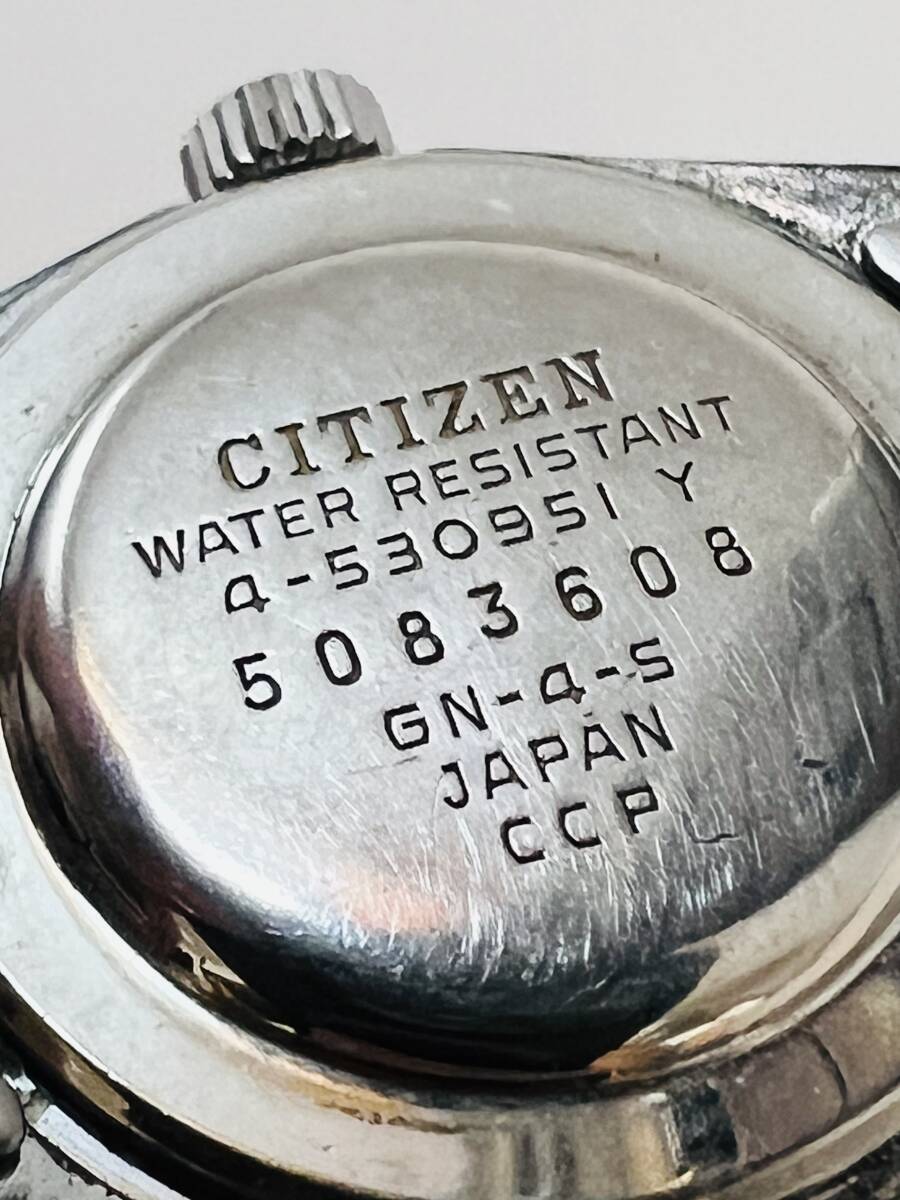 CITIZEN
WATER RESISTANT
4-530951 Y
5083608
GN-4-S
JAPAN
CCP